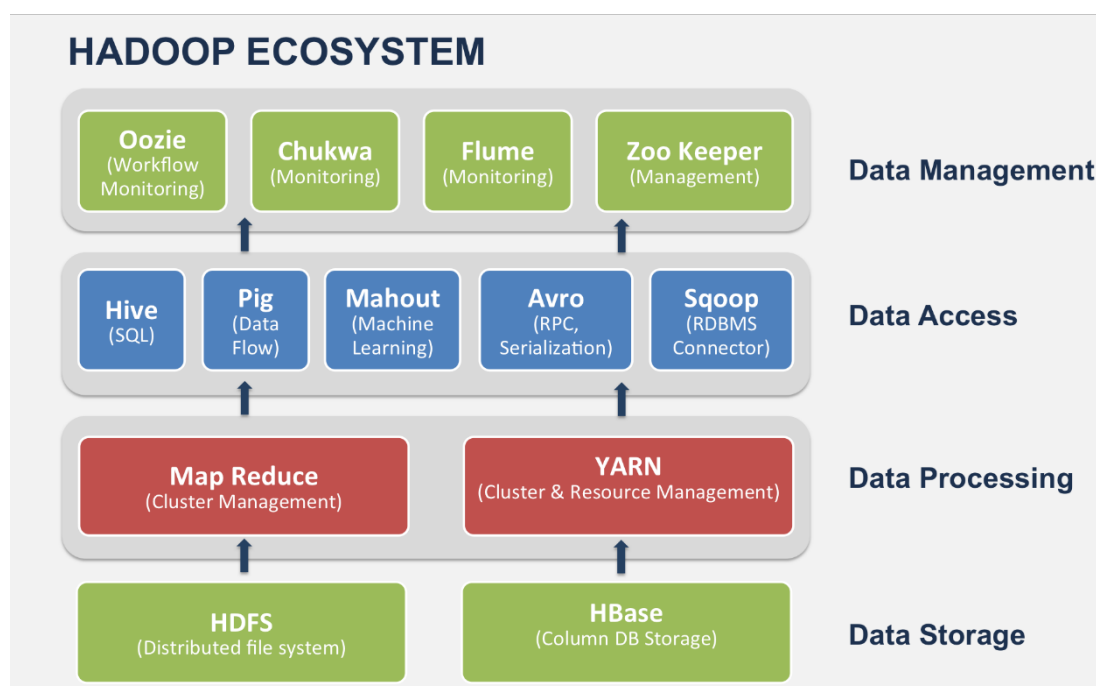 HADOOP ECOSYSTEM
Oozie
(Workflow
Monitoring)
Chukwa
(Monitoring)
Flume
(Monitoring)
Zoo Keeper
(Management)
Data Management
Hive
(SQL)
Pig
(Data
Flow)
Mahout
(Machine
Learning)
Avro
(RPC,
Serialization)
Sqoop
(RDBMS
Connector)
Data Access
Map Reduce
(Cluster Management)
YARN
(Cluster & Resource Management)
Data Processing
HDFS
(Distributed file system)
HBase
(Column DB Storage)
Data Storage